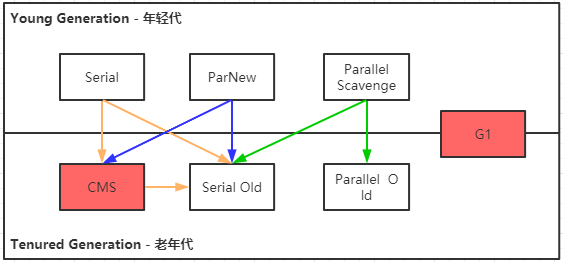 Young Generation - 年轻代
Serial
ParNew
Parallel
Scavenge
G1
CMS
Serial Old
Parallel O
ld
Tenured Generation - 老年代